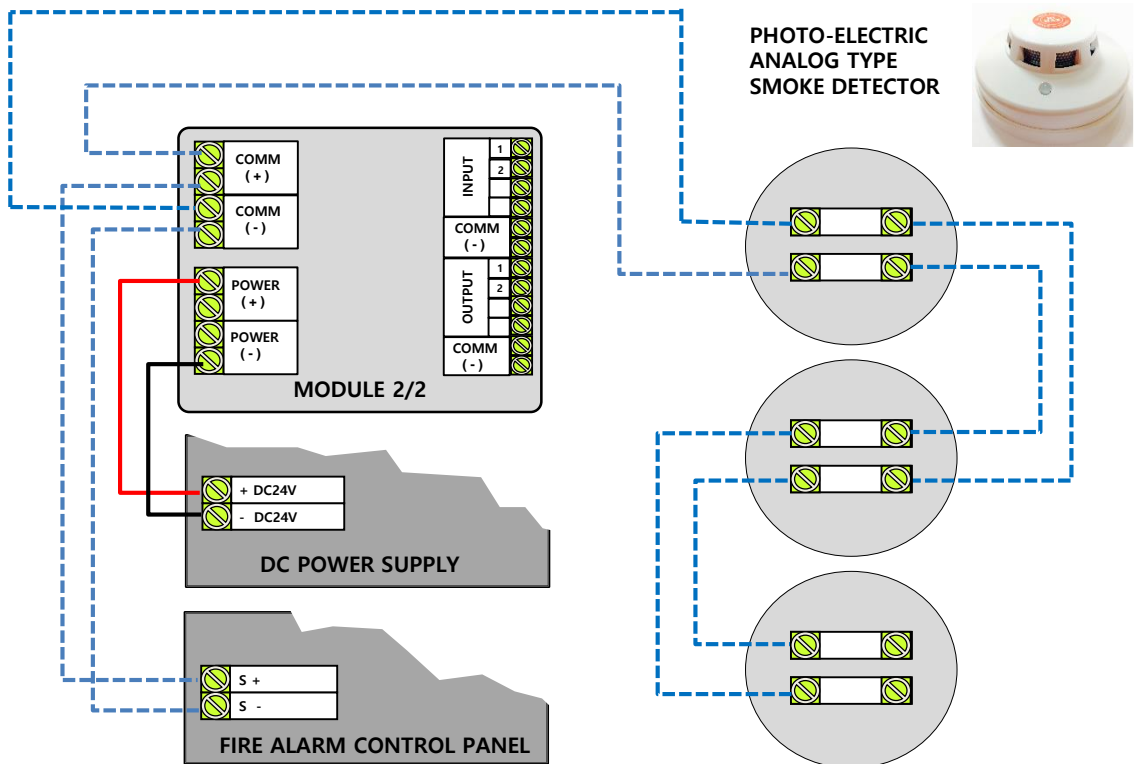 PHOTO-ELECTRIC
ANALOG TYPE
SMOKE DETECTOR
COMM
(+)
COMM
(-)
POWER
(+)
POWER
(-)
INPUT
1
2
COMM
(-)
OUTPUT
1
2
COMM
(-)
MODULE 2/2
+ DC24V
- DC24V
DC POWER SUPPLY
S +
S -
FIRE ALARM CONTROL PANEL